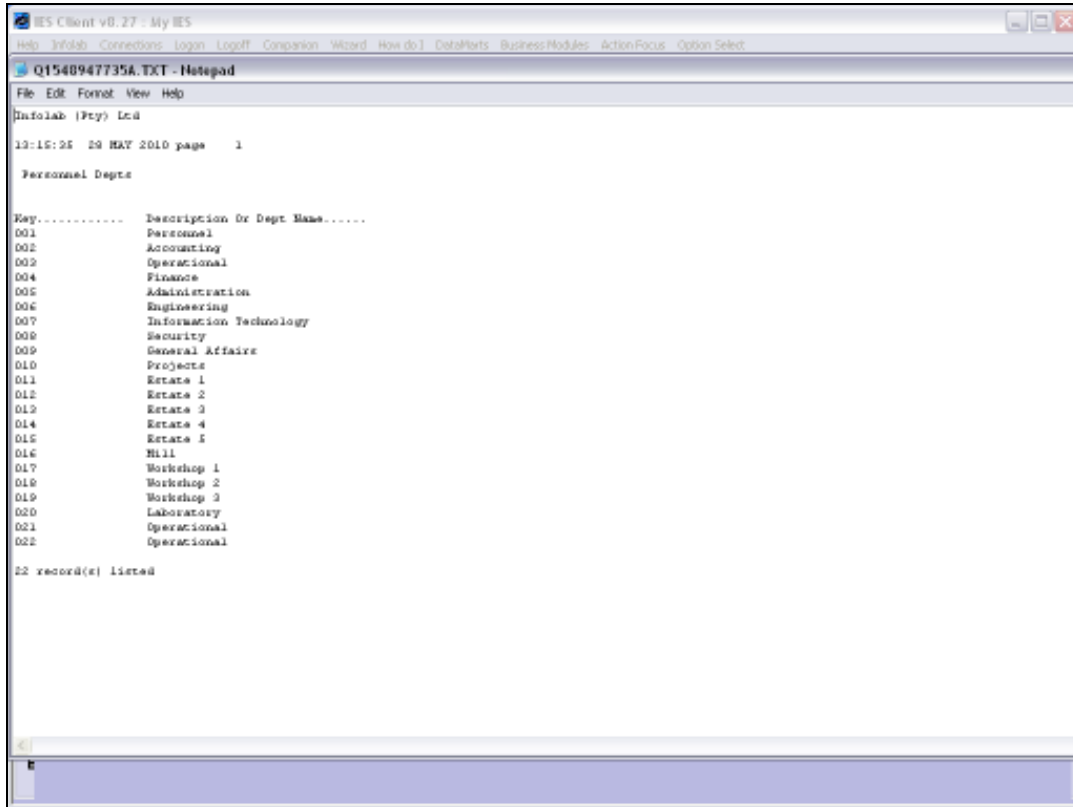 IES Client v8.27 : My IES
Help Infolab Connections Logon Logoff Companion Wizard How do I DataMarts Business Modules Action Focus Option Select
Q1548947735A.TXT - Notepad
File Edit Format View Help
Infolab (Pty) Ltd
13:15:35 28 MAY 2010 page 1
Personnel Depts
Key............ Description Or Dept Name......
001 Personnel
002 Accounting
003 Operational
004 Finance
005 Administration
006 Engineering
007 Information Technology
008 Security
009 General Affairs
010 Projects
011 Estate 1
012 Estate 2
013 Estate 3
014 Estate 4
015 Estate 5
016 Mill
017 Workshop 1
018 Workshop 2
019 Workshop 3
020 Laboratory
021 Operational
022 Operational
22 record(s) listed